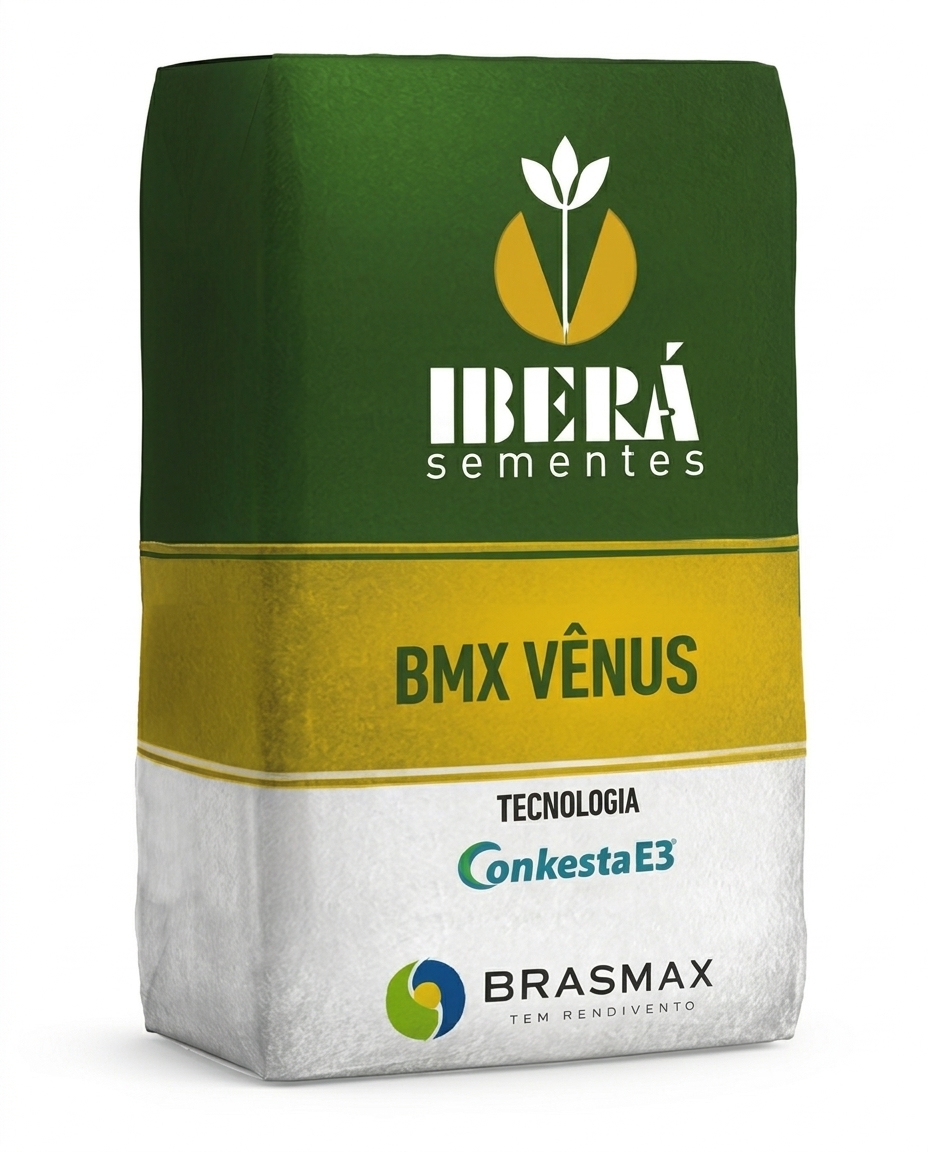 IBERÁ
sementes
BMX VÊNUS
TECNOLOGIA
ConkestaE3®
BRASMAX
TEM RENDIVENTO